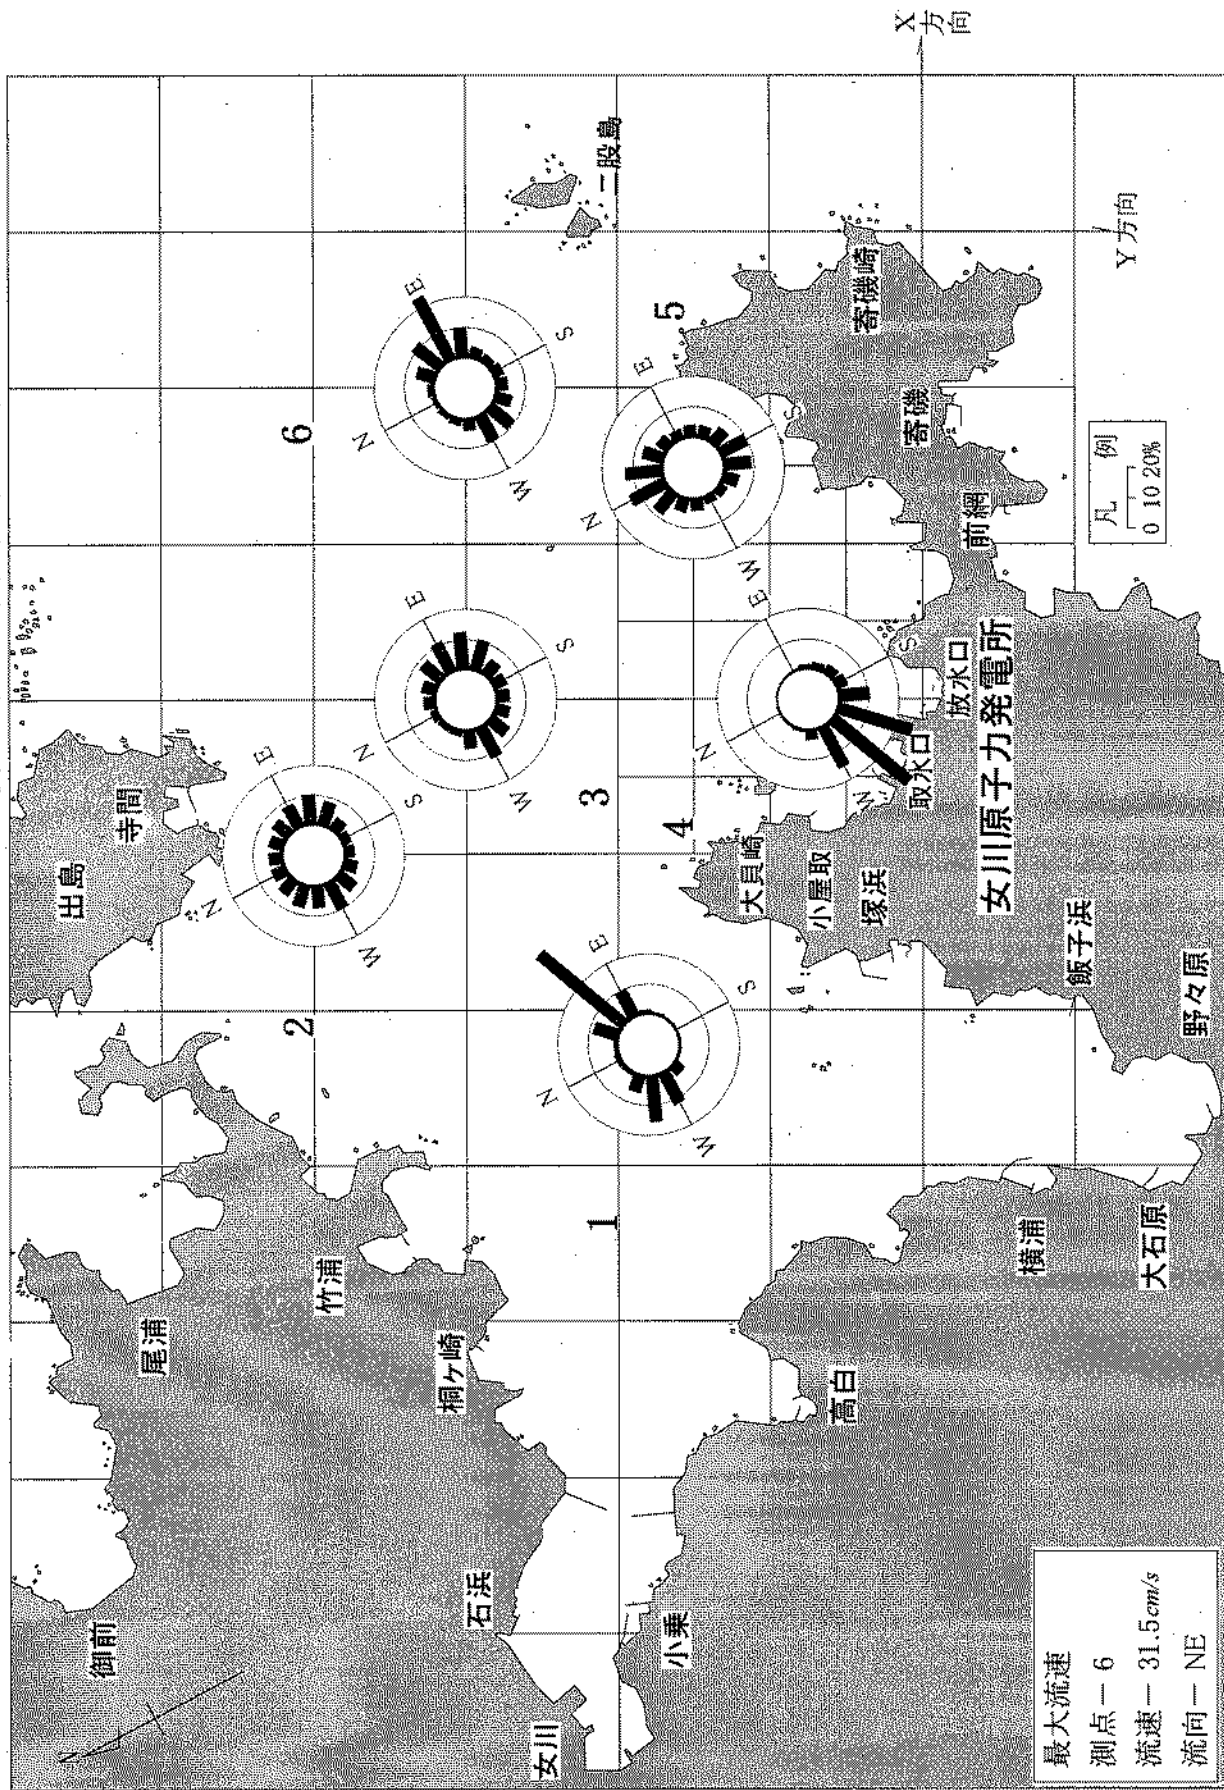 X方向
Y方向
出島
寺間
二股島
寄磯崎
寄磯
前網
6
5
2
3
4
1
N
E
S
W
N
E
S
W
N
E
S
W
N
E
S
W
N
E
S
W
N
E
S
W
放水口
取水口
女川原子力発電所
大貝崎
小屋取
塚浜
飯子浜
野々原
御前
尾浦
竹浦
桐ヶ崎
石浜
女川
小乗
高白
横浦
大石原
凡例
0 10 20%
最大流速
測点－6
流速－31.5cm/s
流向－NE